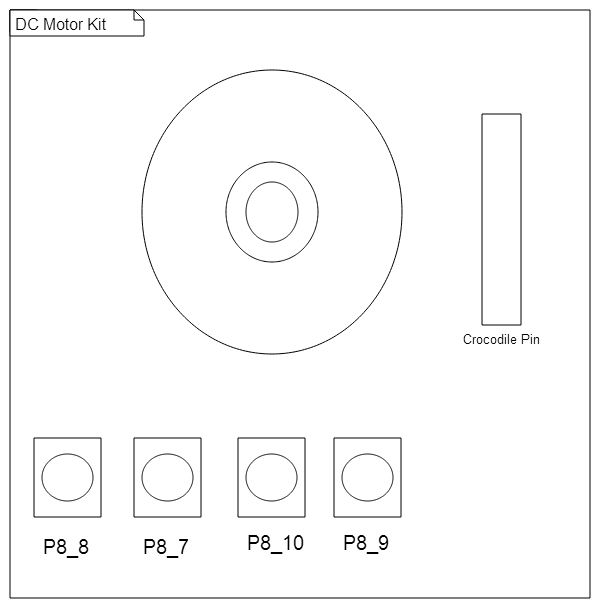 DC Motor Kit
Crocodile Pin
P8_8
P8_7
P8_10
P8_9